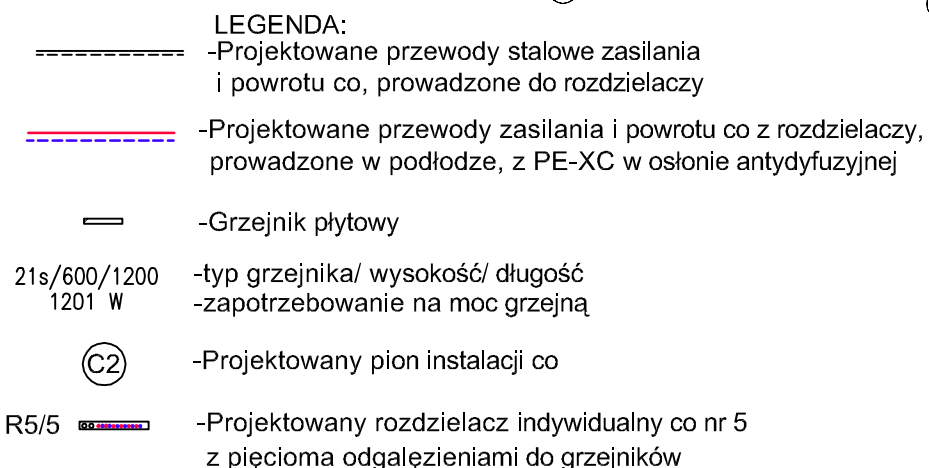 LEGENDA:
-Projektowane przewody stalowe zasilania
i powrotu co, prowadzone do rozdzielaczy
-Projektowane przewody zasilania i powrotu co z rozdzielaczy,
prowadzone w podłodze, z PE-XC w osłonie antydyfuzyjnej
-Grzejnik płytowy
21s/600/1200 -typ grzejnika/ wysokość/ długość
1201 W -zapotrzebowanie na moc grzejną
C2 -Projektowany pion instalacji co
R5/5 -Projektowany rozdzielacz indywidualny co nr 5
z pięcioma odgalęzieniami do grzejników